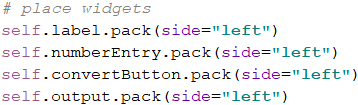 # place widgets
self.label.pack(side="left")
self.numberEntry.pack(side="left")
self.convertButton.pack(side="left")
self.output.pack(side="left")